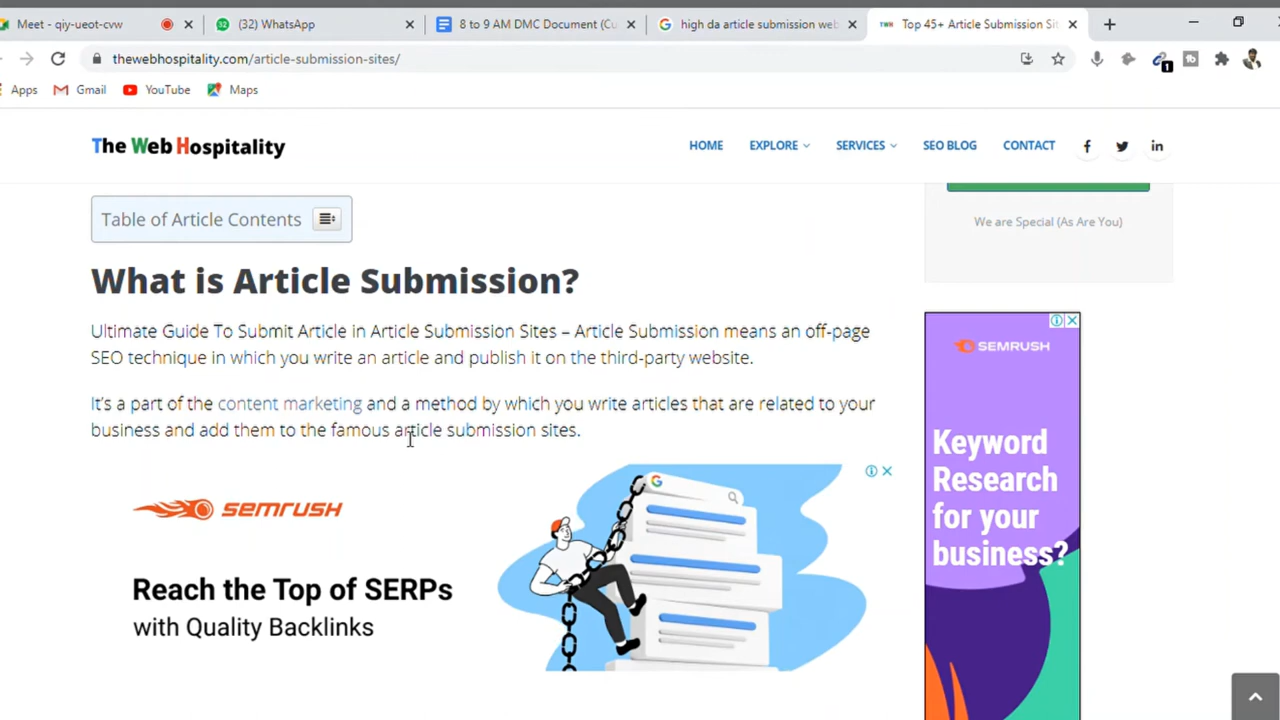 Meet - qiy-ueot-cvw
(32) WhatsApp
8 to 9 AM DMC Document (Cu
high da article submission web
Top 45+ Article Submission Sit
thewebhospitality.com/article-submission-sites/
1
Apps
Gmail
YouTube
Maps
The Web Hospitality
HOME
EXPLORE
SERVICES
SEO BLOG
CONTACT
Table of Article Contents
We are Special (As Are You)
What is Article Submission?
Ultimate Guide To Submit Article in Article Submission Sites – Article Submission means an off-page
SEO technique in which you write an article and publish it on the third-party website.
It's a part of the content marketing and a method by which you write articles that are related to your
business and add them to the famous article submission sites.
SEMRUSH
Reach the Top of SERPs
with Quality Backlinks
SEMRUSH
Keyword
Research
for your
business?